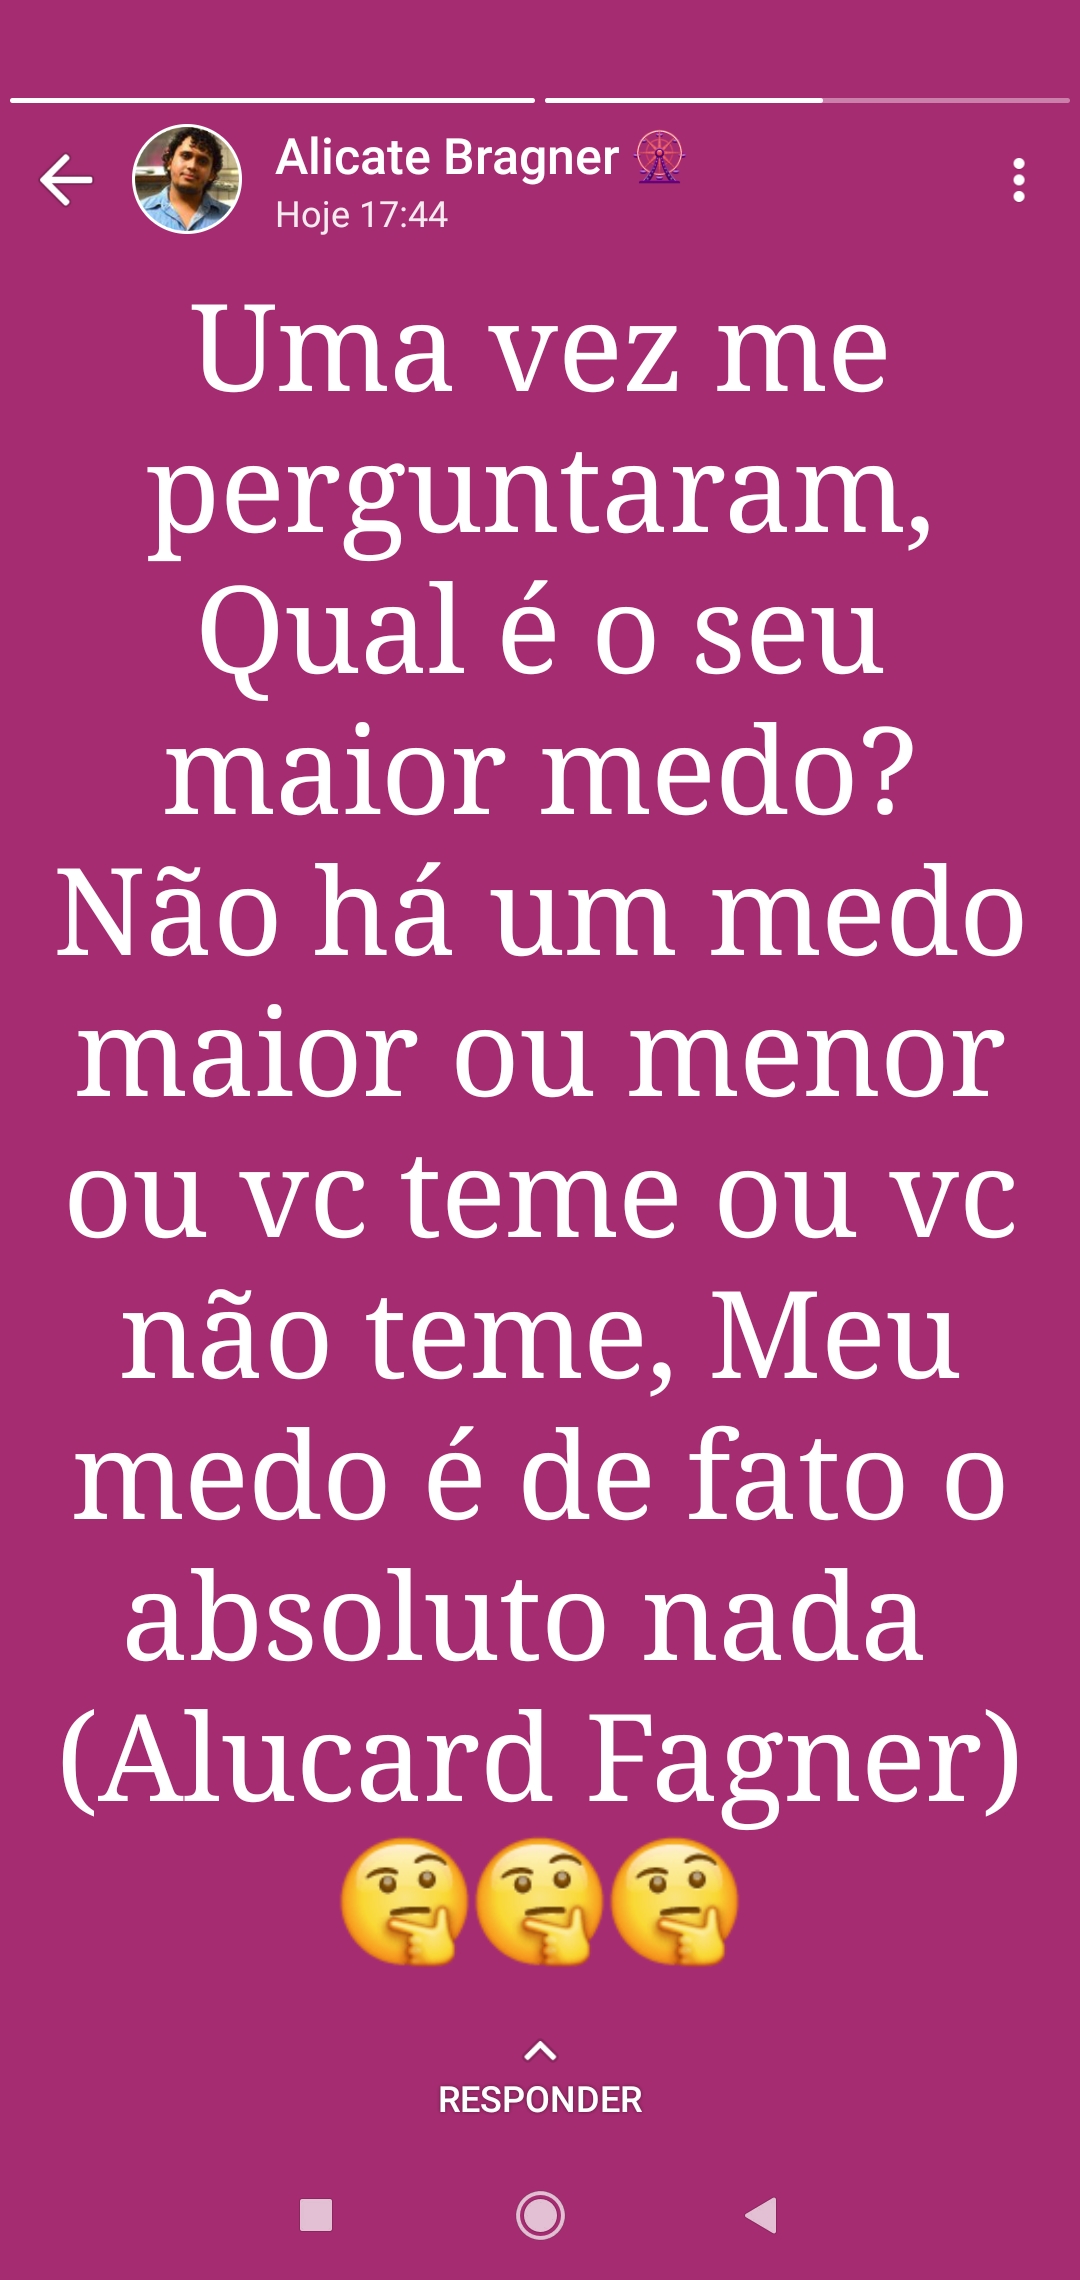 Alicate Bragner 🎡
Hoje 17:44
Uma vez me
perguntaram,
Qual é o seu
maior medo?
Não há um medo
maior ou menor
ou vc teme ou vc
não teme, Meu
medo é de fato o
absoluto nada
(Alucard Fagner)
🤔🤔🤔
RESPONDER